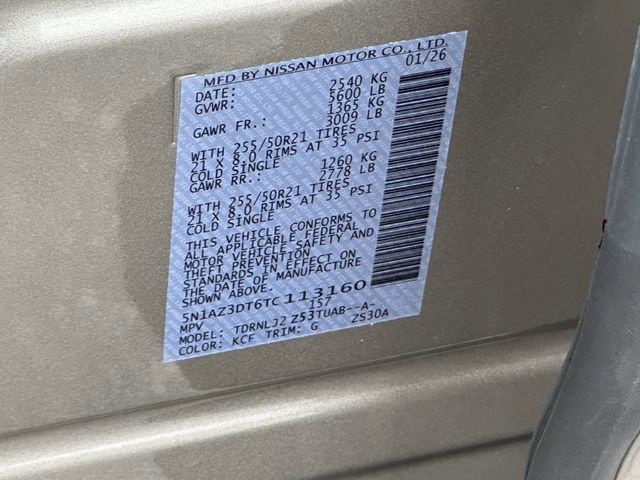 MFD BY NISSAN MOTOR CO., LTD.
DATE: 01/26
GVWR: 2540 KG
5600 LB
GAWR FR.: 1365 KG
3009 LB
WITH 255/50R21 TIRES
21 X 8.0 RIMS AT 35 PSI
COLD SINGLE
GAWR RR.: 1260 KG
2778 LB
WITH 255/50R21 TIRES
21 X 8.0 RIMS AT 35 PSI
COLD SINGLE
THIS VEHICLE CONFORMS TO
ALL APPLICABLE FEDERAL
MOTOR VEHICLE SAFETY AND
THEFT PREVENTION
STANDARDS IN EFFECT ON
THE DATE OF MANUFACTURE
SHOWN ABOVE.
5N1AZ3DT6TC113160
MPV 157
MODEL: TDRNLJ2 Z53TUAB--A-
COLOR: KCF TRIM: G ZS30A